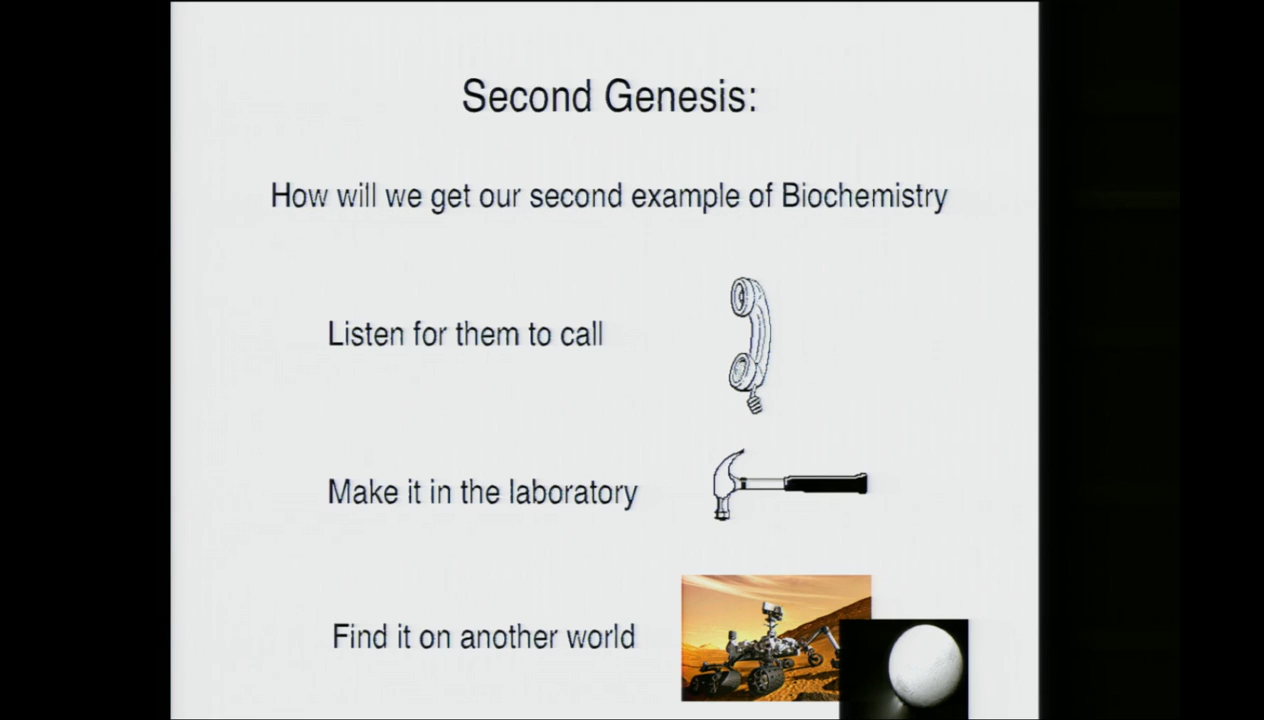 Second Genesis:
How will we get our second example of Biochemistry
Listen for them to call
Make it in the laboratory
Find it on another world